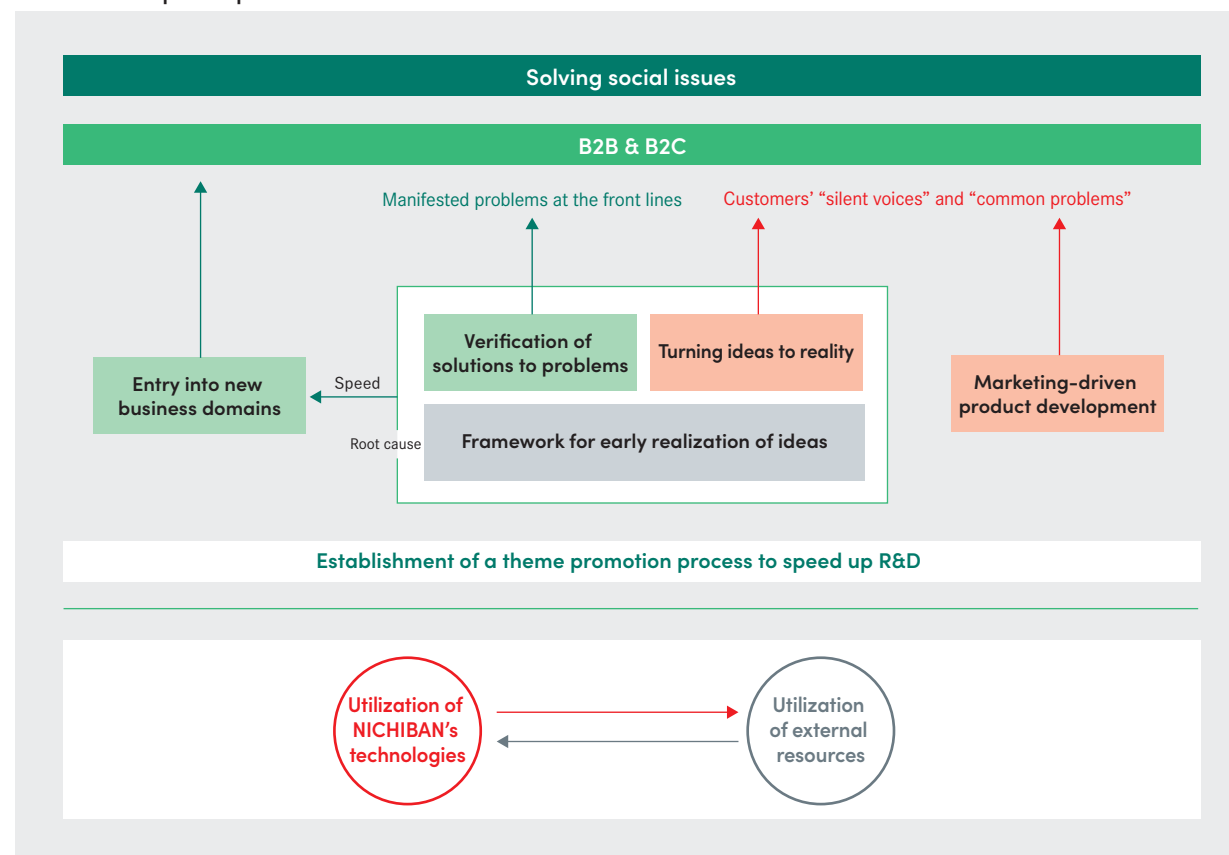 Solving social issues
B2B & B2C
Manifested problems at the front lines
Customers’ “silent voices” and “common problems”
Verification of
solutions to problems
Turning ideas to reality
Entry into new
business domains
Speed
Marketing-driven
product development
Root cause
Framework for early realization of ideas
Establishment of a theme promotion process to speed up R&D
Utilization of
NICHIBAN’s
technologies
Utilization
of external
resources